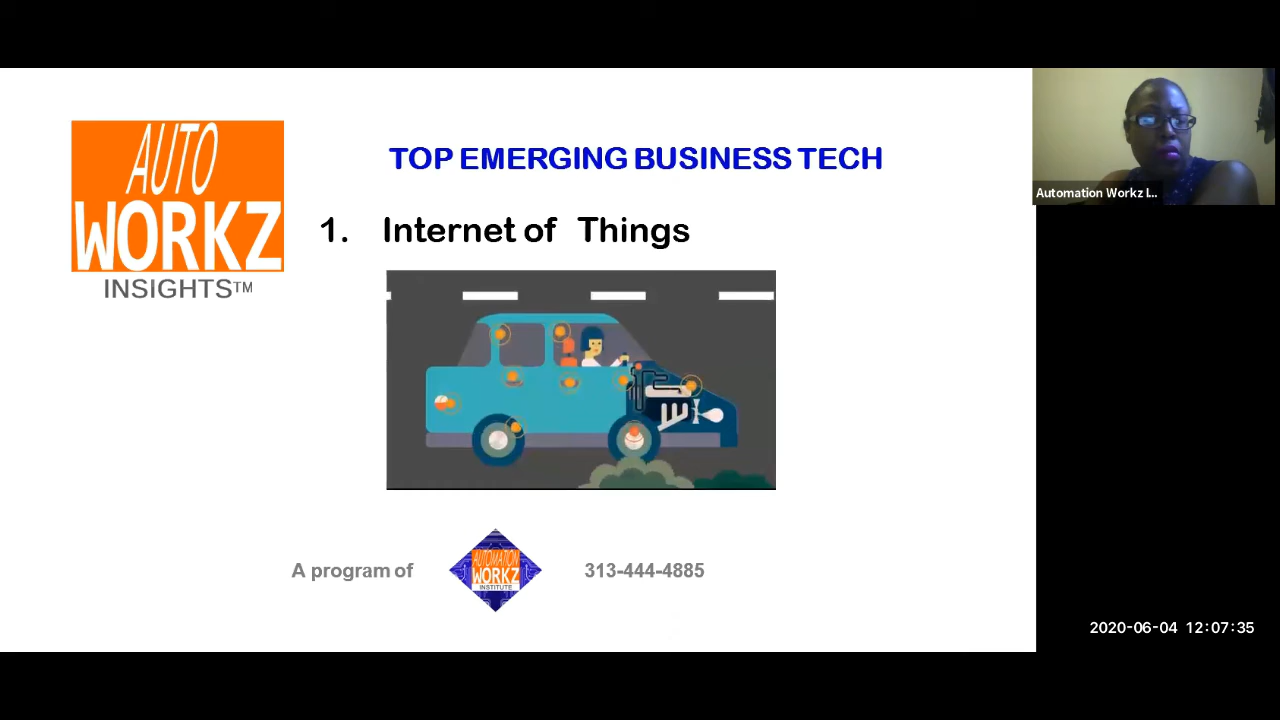 AUTO
WORKZ
INSIGHTS™
TOP EMERGING BUSINESS TECH
1. Internet of Things
A program of
AUTOMATION
WORKZ
INSTITUTE
313-444-4885
Automation Workz I...
2020-06-04 12:07:35